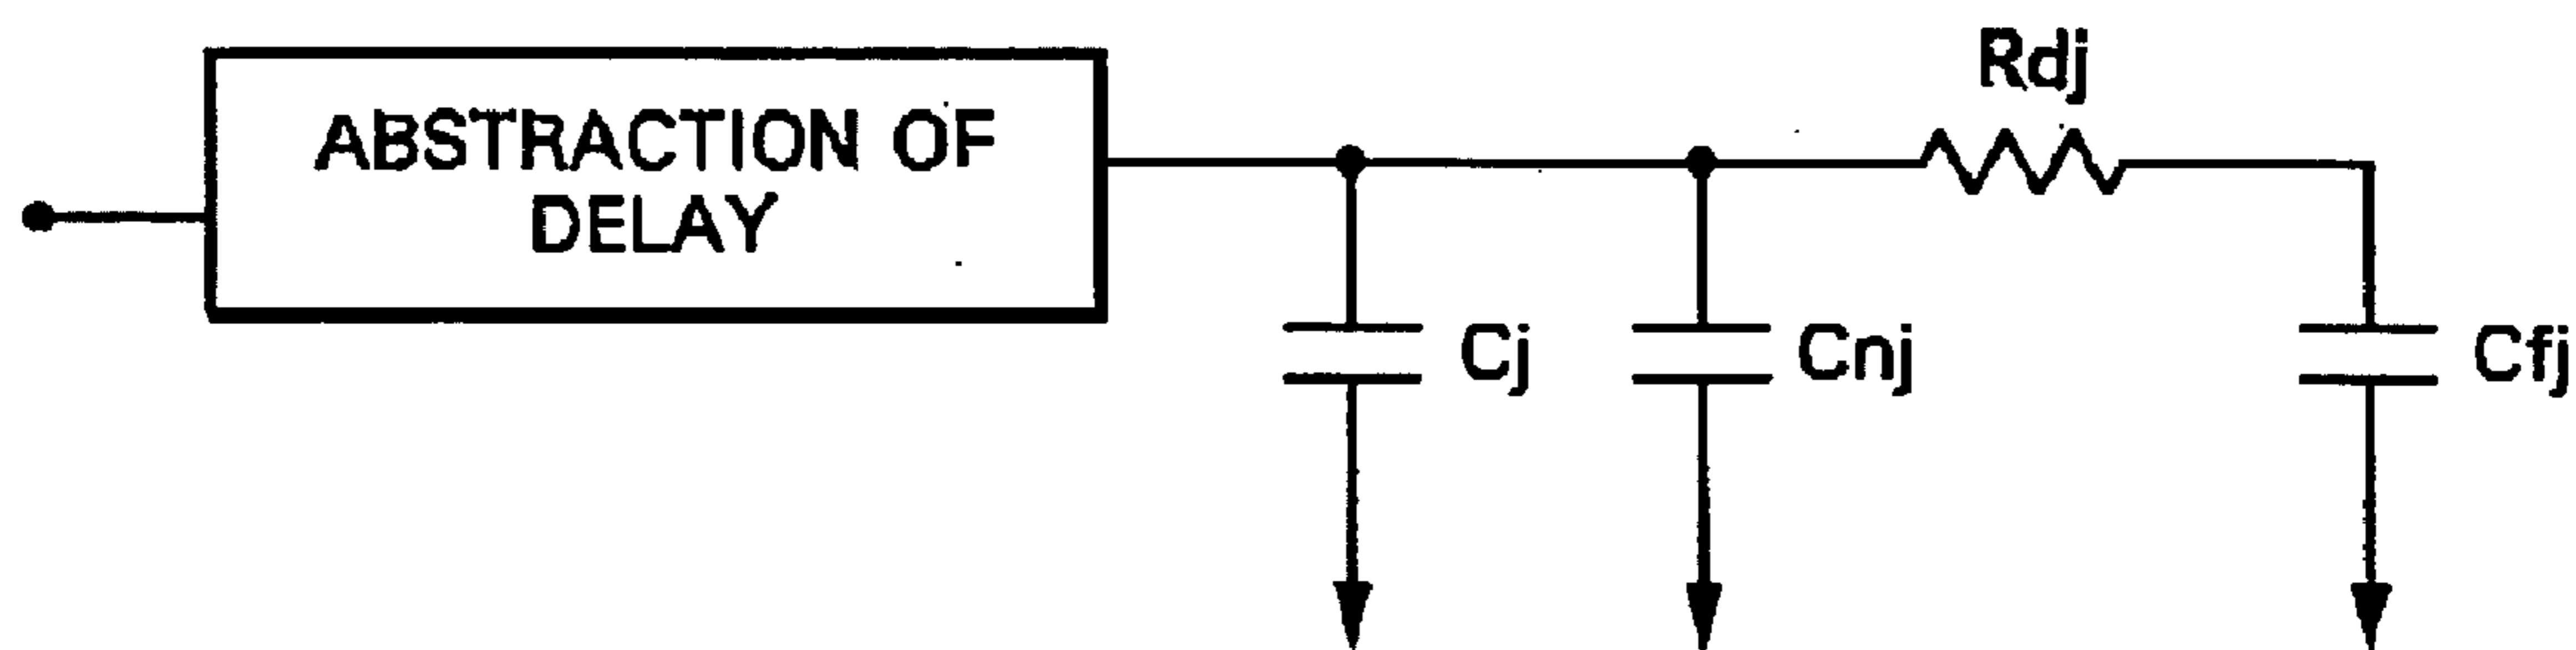 Rdj
ABSTRACTION OF
DELAY
Cj
Cnj
Cfj